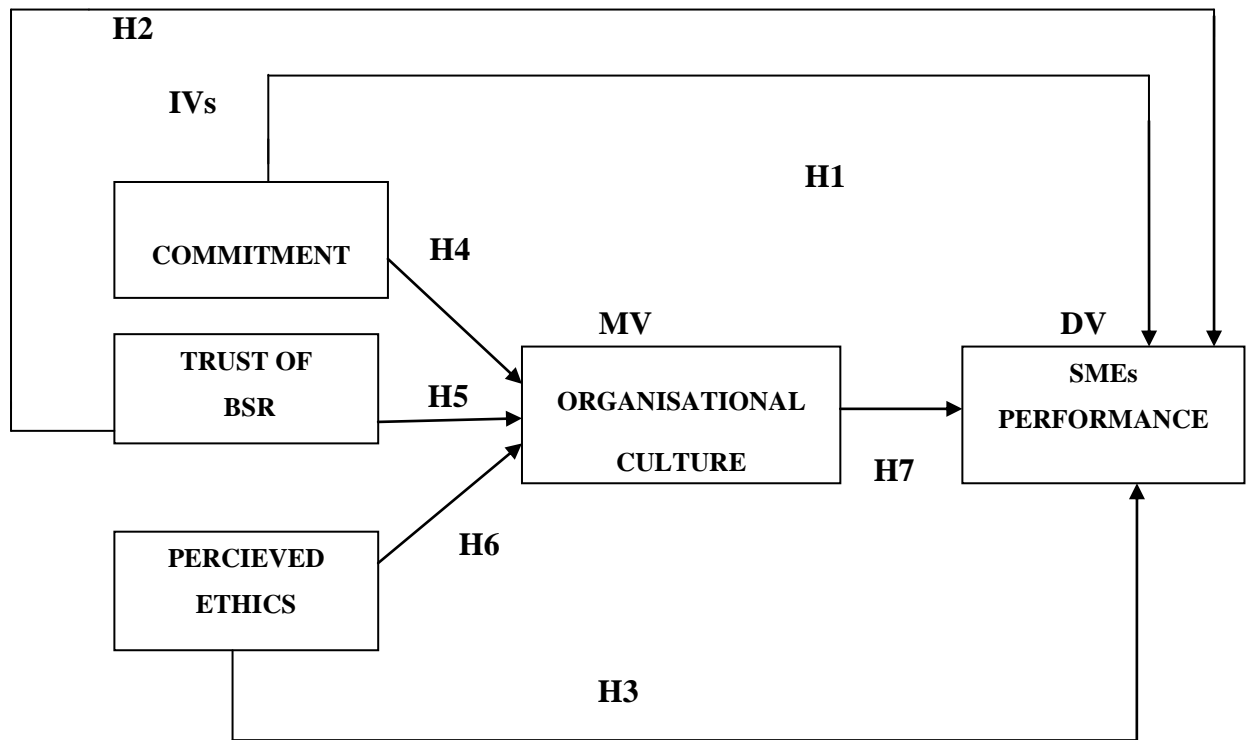 H2
IVs
H1
COMMITMENT
H4
MV
DV
TRUST OF
BSR
H5
ORGANISATIONAL
CULTURE
SMEs
PERFORMANCE
H7
H6
PERCIEVED
ETHICS
H3